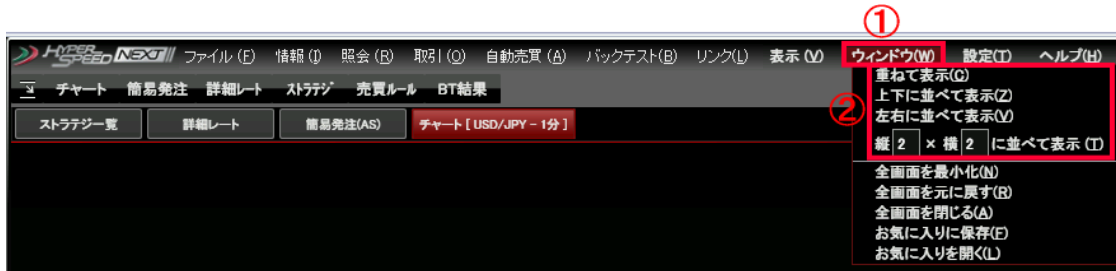 ①
HYPER SPEED NEXT ファイル(F) 情報(I) 照会(R) 取引(O) 自動売買(A) バックテスト(B) リンク(L) 表示(V) ウィンドウ(W) 設定(T) ヘルプ(H)
チャート 簡易発注 詳細レート ストラテジ 売買ルール BT結果
ストラテジー覧 詳細レート 簡易発注(AS) チャート [ USD/JPY - 1分 ]
②
重ねて表示(C)
上下に並べて表示(Z)
左右に並べて表示(V)
縦 2 × 横 2 に並べて表示 (T)
全画面を最小化(N)
全画面を元に戻す(R)
全画面を閉じる(A)
お気に入りに保存(F)
お気に入りを開く(L)